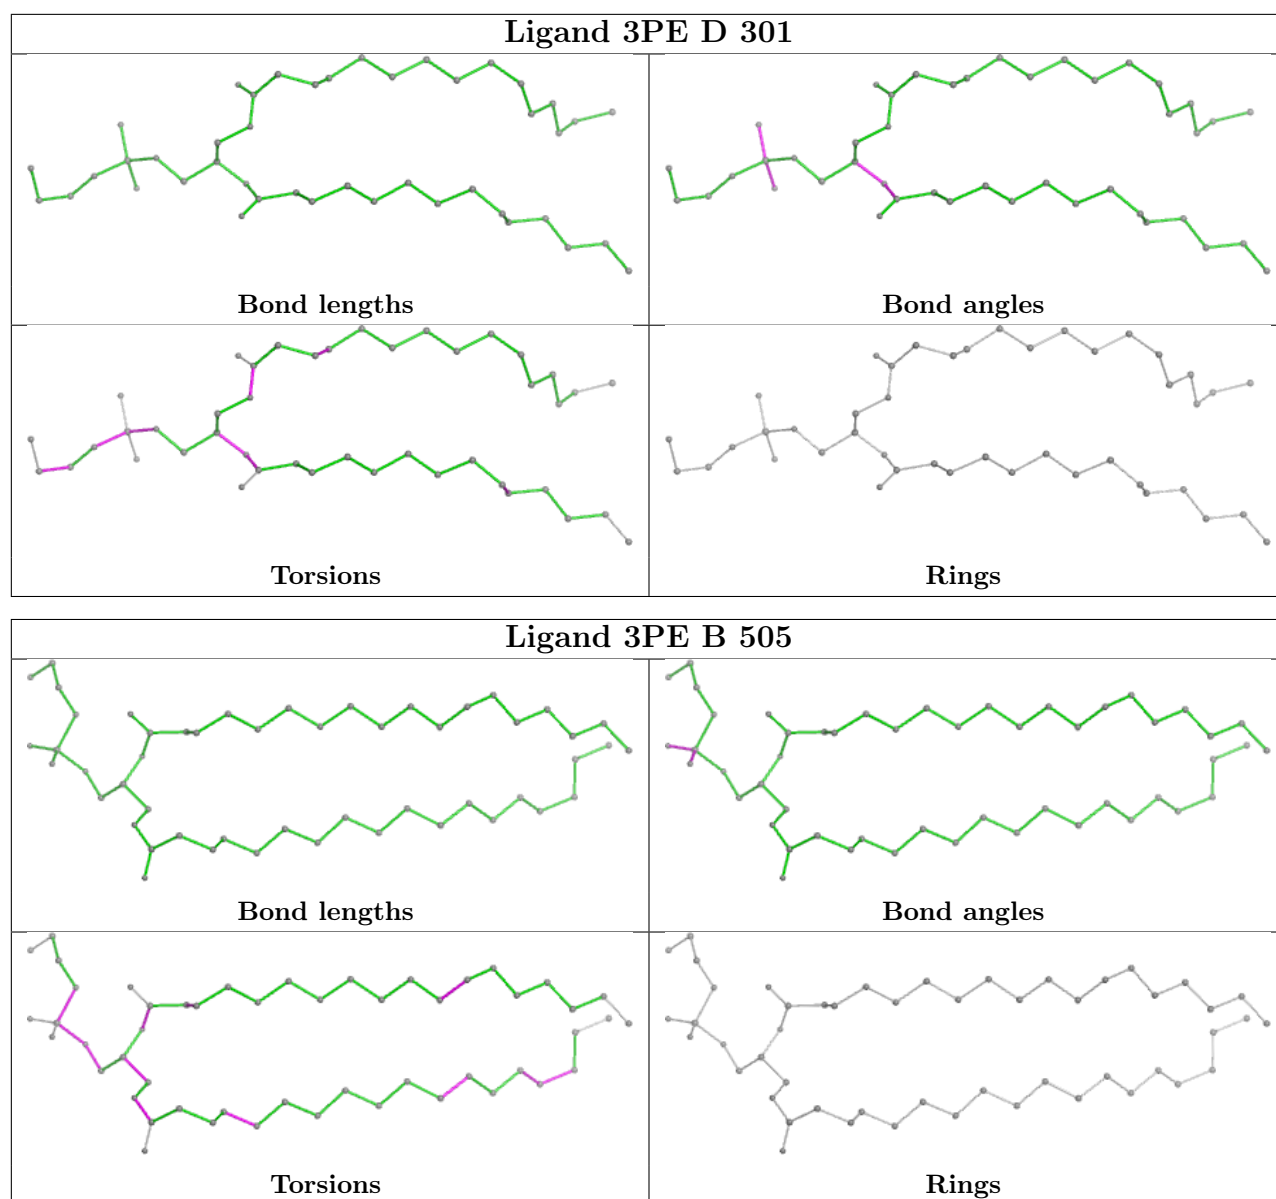 Ligand 3PE D 301
Bond lengths
Bond angles
Torsions
Rings
Ligand 3PE B 505
Bond lengths
Bond angles
Torsions
Rings